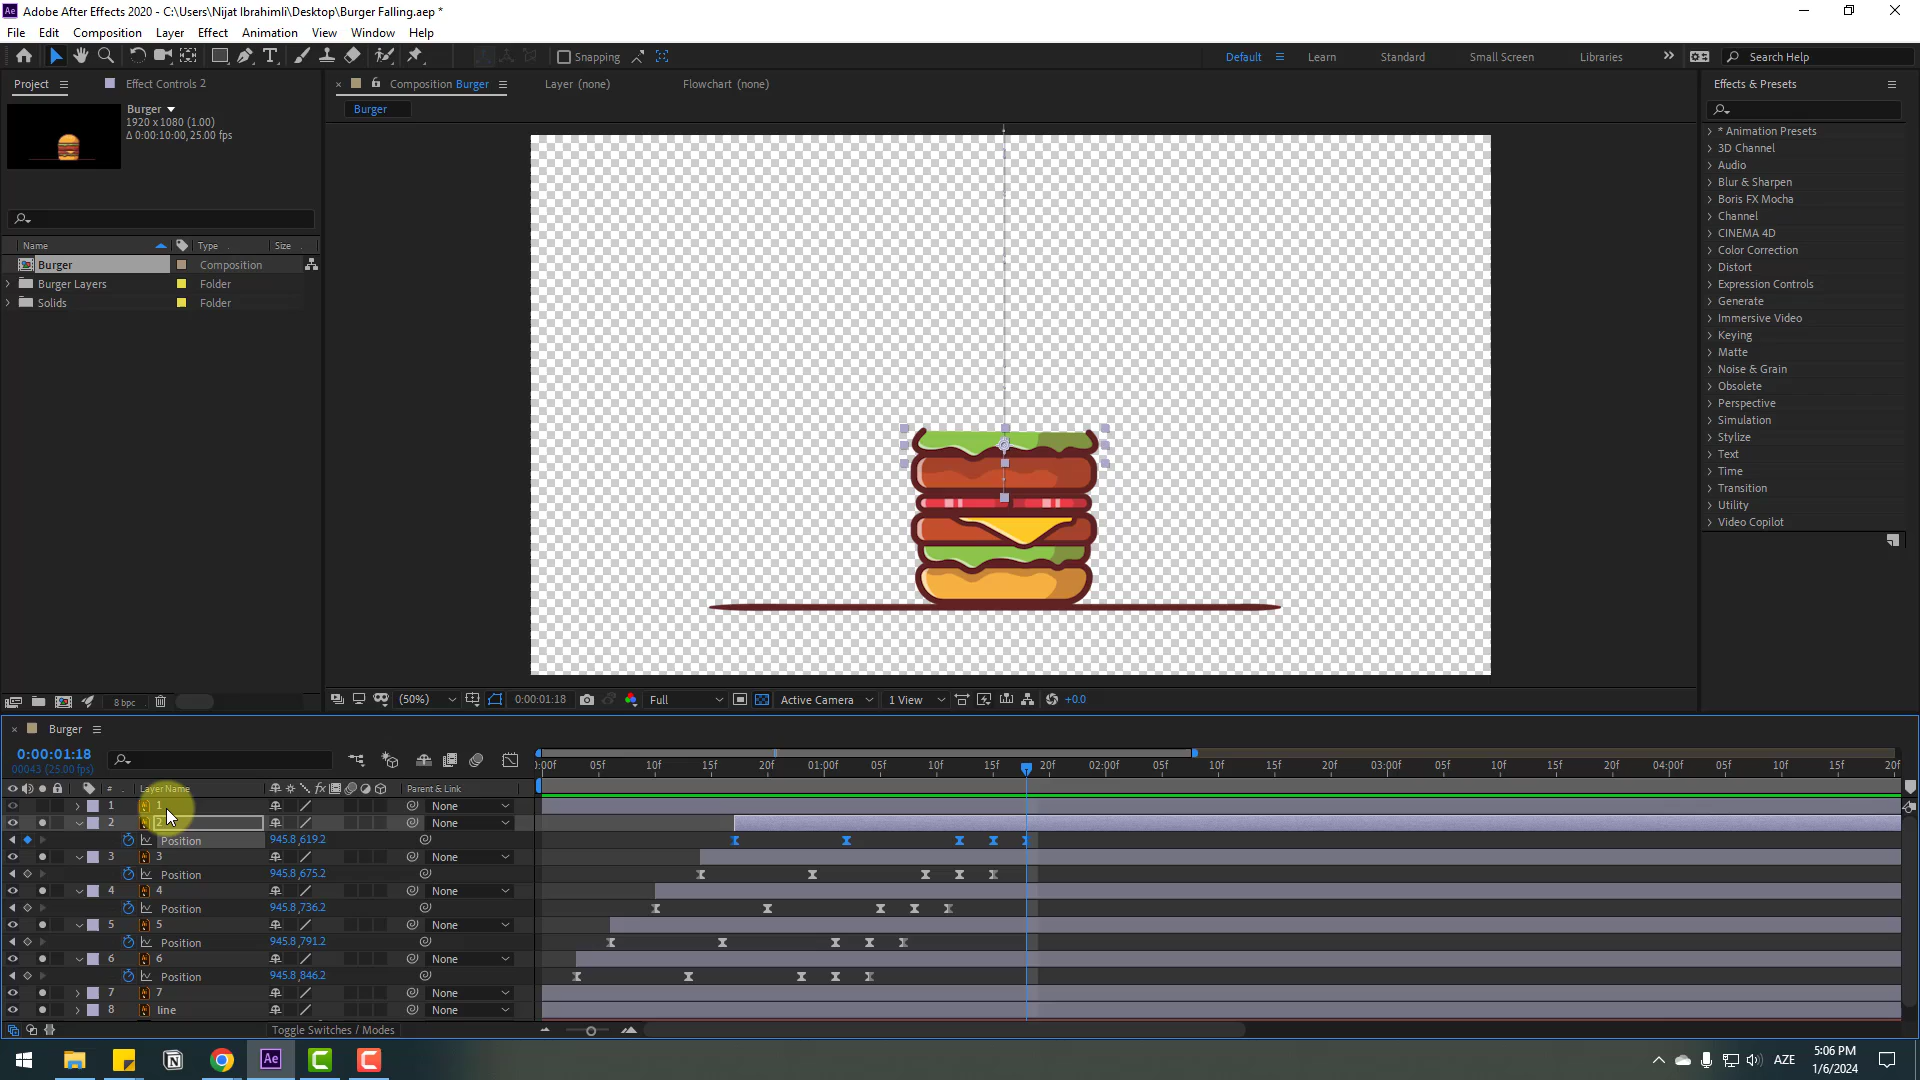 Adobe After Effects 2020 - C:\Users\Nijat Ibrahimli\Desktop\Burger Falling.aep *
File Edit Composition Layer Effect Animation View Window Help
Snapping Default Learn Standard Small Screen Libraries Search Help
Project Effect Controls 2 Composition Burger Layer (none) Flowchart (none) Effects & Presets
Burger
1920 x 1080 (1.00)
Δ 0:00:10:00, 25.00 fps
Burger
Name Type Size
Burger Composition
Burger Layers Folder
Solids Folder
* Animation Presets
3D Channel
Audio
Blur & Sharpen
Boris FX Mocha
Channel
CINEMA 4D
Color Correction
Distort
Expression Controls
Generate
Immersive Video
Keying
Matte
Noise & Grain
Obsolete
Perspective
Simulation
Stylize
Text
Time
Transition
Utility
Video Copilot
8 bpc (50%) 0:00:01:18 Full Active Camera 1 View +0.0
Burger
0:00:01:18
00043 (25.00 fps)
:00f 05f 10f 15f 20f 01:00f 05f 10f 15f 20f 02:00f 05f 10f 15f 20f 03:00f 05f 10f 15f 20f 04:00f 05f 10f 15f 20f
# Layer Name fx Parent & Link
1 1 None
2 2 None
Position 945.8,619.2
3 3 None
Position 945.8,675.2
4 4 None
Position 945.8,736.2
5 5 None
Position 945.8,791.2
6 6 None
Position 945.8,846.2
7 7 None
8 line None
Toggle Switches / Modes
Ae AZE 5:06 PM
1/6/2024